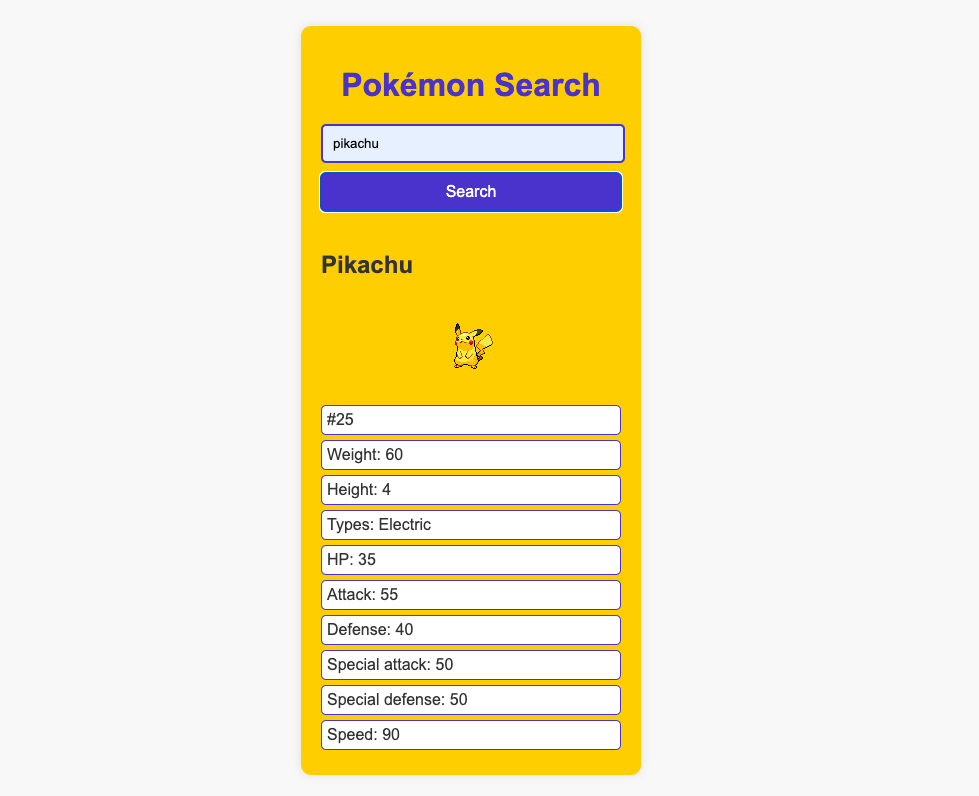 Pokémon Search
pikachu
Search
Pikachu
#25
Weight: 60
Height: 4
Types: Electric
HP: 35
Attack: 55
Defense: 40
Special attack: 50
Special defense: 50
Speed: 90